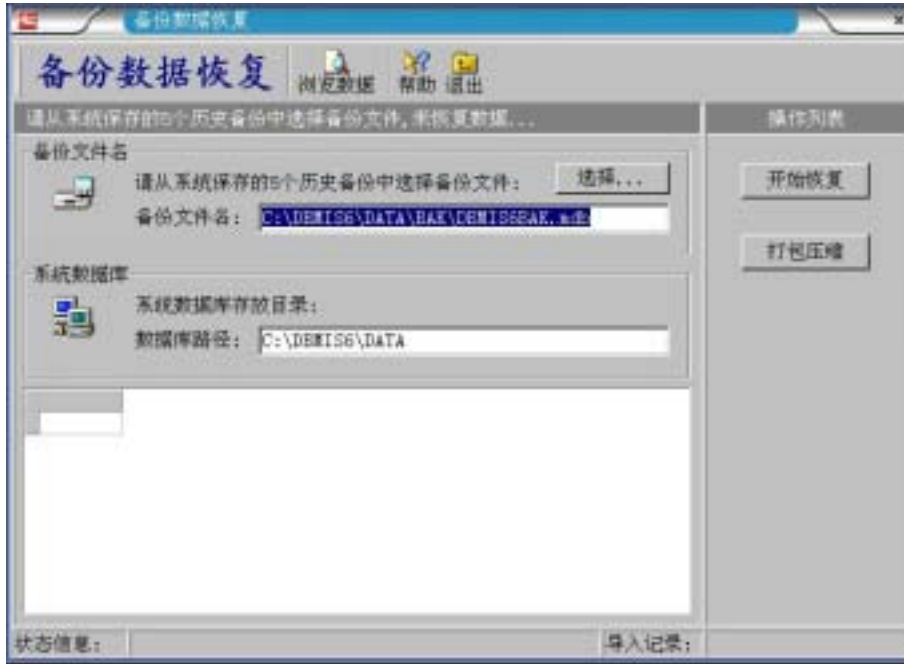 备份数据恢复
备份数据恢复 浏览数据 帮助 退出
请从系统保存的5个历史备份中选择备份文件,来恢复数据...
操作列表
备份文件名
请从系统保存的5个历史备份中选择备份文件:
选择...
备份文件名:
C:\DBMIS6\DATA\BAK\DBMIS6BAK.mdb
开始恢复
打包压缩
系统数据库
系统数据库存放目录:
数据库路径:
C:\DBMIS6\DATA
状态信息:
导入记录: